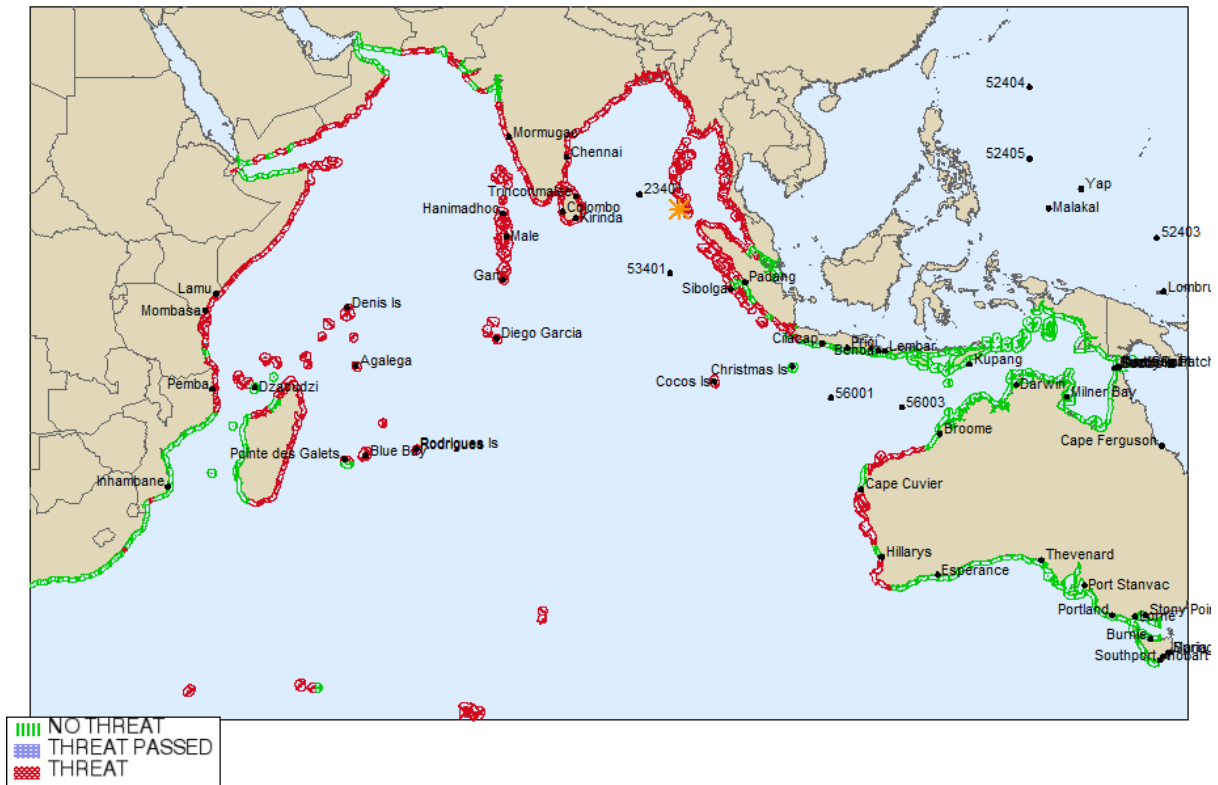 52404
Mormugao
Chennai
52405
Yap
Trincomalee
Malakal
Hanimadhoo
Colombo
Kirinda
Male
52403
Gan
53401
Padang
Sibolga
Lamu
Lombru
Denis Is
Mombasa
Diego Garcia
Cilacap
Prigi
Benoa
Lembar
Agalega
Christmas Is
Kupang
Pemba
Dzaoudzi
Cocos Is
Darwin
56001
Milner Bay
56003
Broome
Cape Ferguson
Rodrigues Is
Pointe des Galets
Blue Bay
Inhambane
Cape Cuvier
Hillarys
Thevenard
Esperance
Port Stanvac
Portland
Lorne
Stony Poi
Burnie
Southport
Hobart
NO THREAT
THREAT PASSED
THREAT